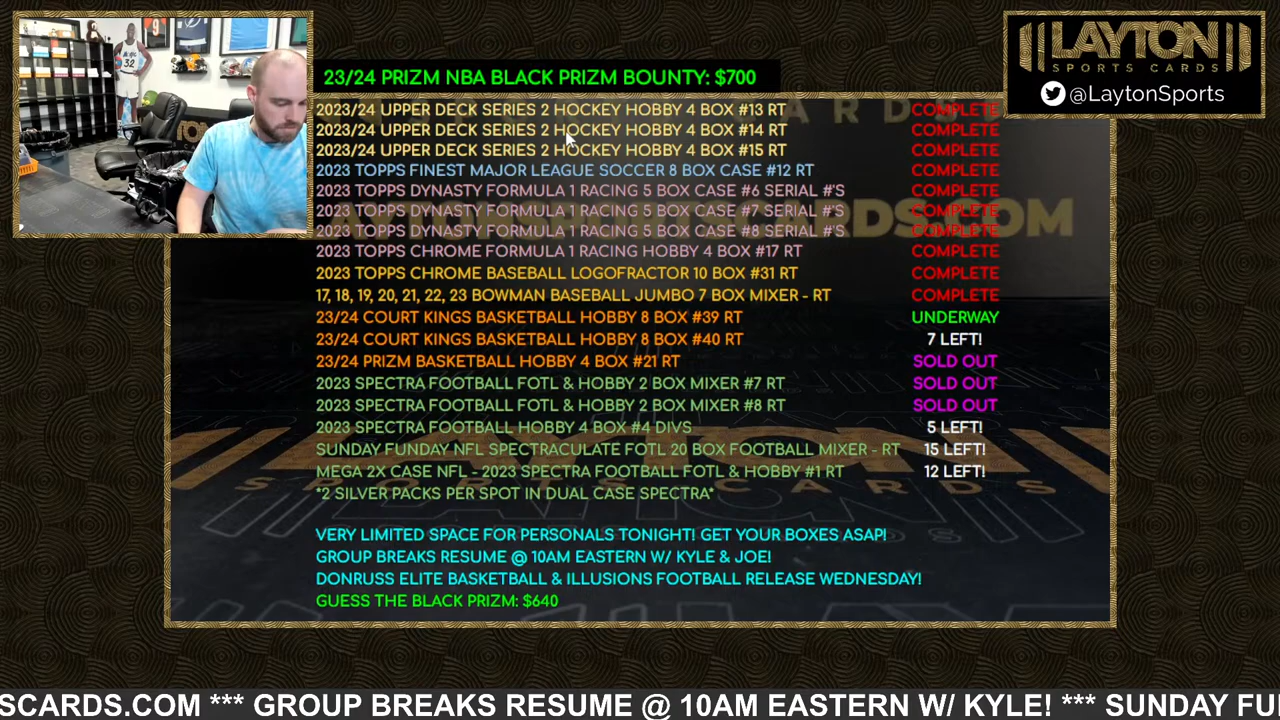 23/24 PRIZM NBA BLACK PRIZM BOUNTY: $700
LAYTON
SPORTS CARDS
@LaytonSports
2023/24 UPPER DECK SERIES 2 HOCKEY HOBBY 4 BOX #13 RT COMPLETE
2023/24 UPPER DECK SERIES 2 HOCKEY HOBBY 4 BOX #14 RT COMPLETE
2023/24 UPPER DECK SERIES 2 HOCKEY HOBBY 4 BOX #15 RT COMPLETE
2023 TOPPS FINEST MAJOR LEAGUE SOCCER 8 BOX CASE #12 RT COMPLETE
2023 TOPPS DYNASTY FORMULA 1 RACING 5 BOX CASE #6 SERIAL #'S COMPLETE
2023 TOPPS DYNASTY FORMULA 1 RACING 5 BOX CASE #7 SERIAL #'S COMPLETE
2023 TOPPS DYNASTY FORMULA 1 RACING 5 BOX CASE #8 SERIAL #'S COMPLETE
2023 TOPPS CHROME FORMULA 1 RACING HOBBY 4 BOX #17 RT COMPLETE
2023 TOPPS CHROME BASEBALL LOGOFRACTOR 10 BOX #31 RT COMPLETE
17, 18, 19, 20, 21, 22, 23 BOWMAN BASEBALL JUMBO 7 BOX MIXER - RT COMPLETE
23/24 COURT KINGS BASKETBALL HOBBY 8 BOX #39 RT UNDERWAY
23/24 COURT KINGS BASKETBALL HOBBY 8 BOX #40 RT 7 LEFT!
23/24 PRIZM BASKETBALL HOBBY 4 BOX #21 RT SOLD OUT
2023 SPECTRA FOOTBALL FOTL & HOBBY 2 BOX MIXER #7 RT SOLD OUT
2023 SPECTRA FOOTBALL FOTL & HOBBY 2 BOX MIXER #8 RT SOLD OUT
2023 SPECTRA FOOTBALL HOBBY 4 BOX #4 DIVS 5 LEFT!
SUNDAY FUNDAY NFL SPECTRACULATE FOTL 20 BOX FOOTBALL MIXER - RT 15 LEFT!
MEGA 2X CASE NFL - 2023 SPECTRA FOOTBALL FOTL & HOBBY #1 RT 12 LEFT!
*2 SILVER PACKS PER SPOT IN DUAL CASE SPECTRA*
VERY LIMITED SPACE FOR PERSONALS TONIGHT! GET YOUR BOXES ASAP!
GROUP BREAKS RESUME @ 10AM EASTERN W/ KYLE & JOE!
DONRUSS ELITE BASKETBALL & ILLUSIONS FOOTBALL RELEASE WEDNESDAY!
GUESS THE BLACK PRIZM: $640
SCARDS.COM *** GROUP BREAKS RESUME @ 10AM EASTERN W/ KYLE! *** SUNDAY FU